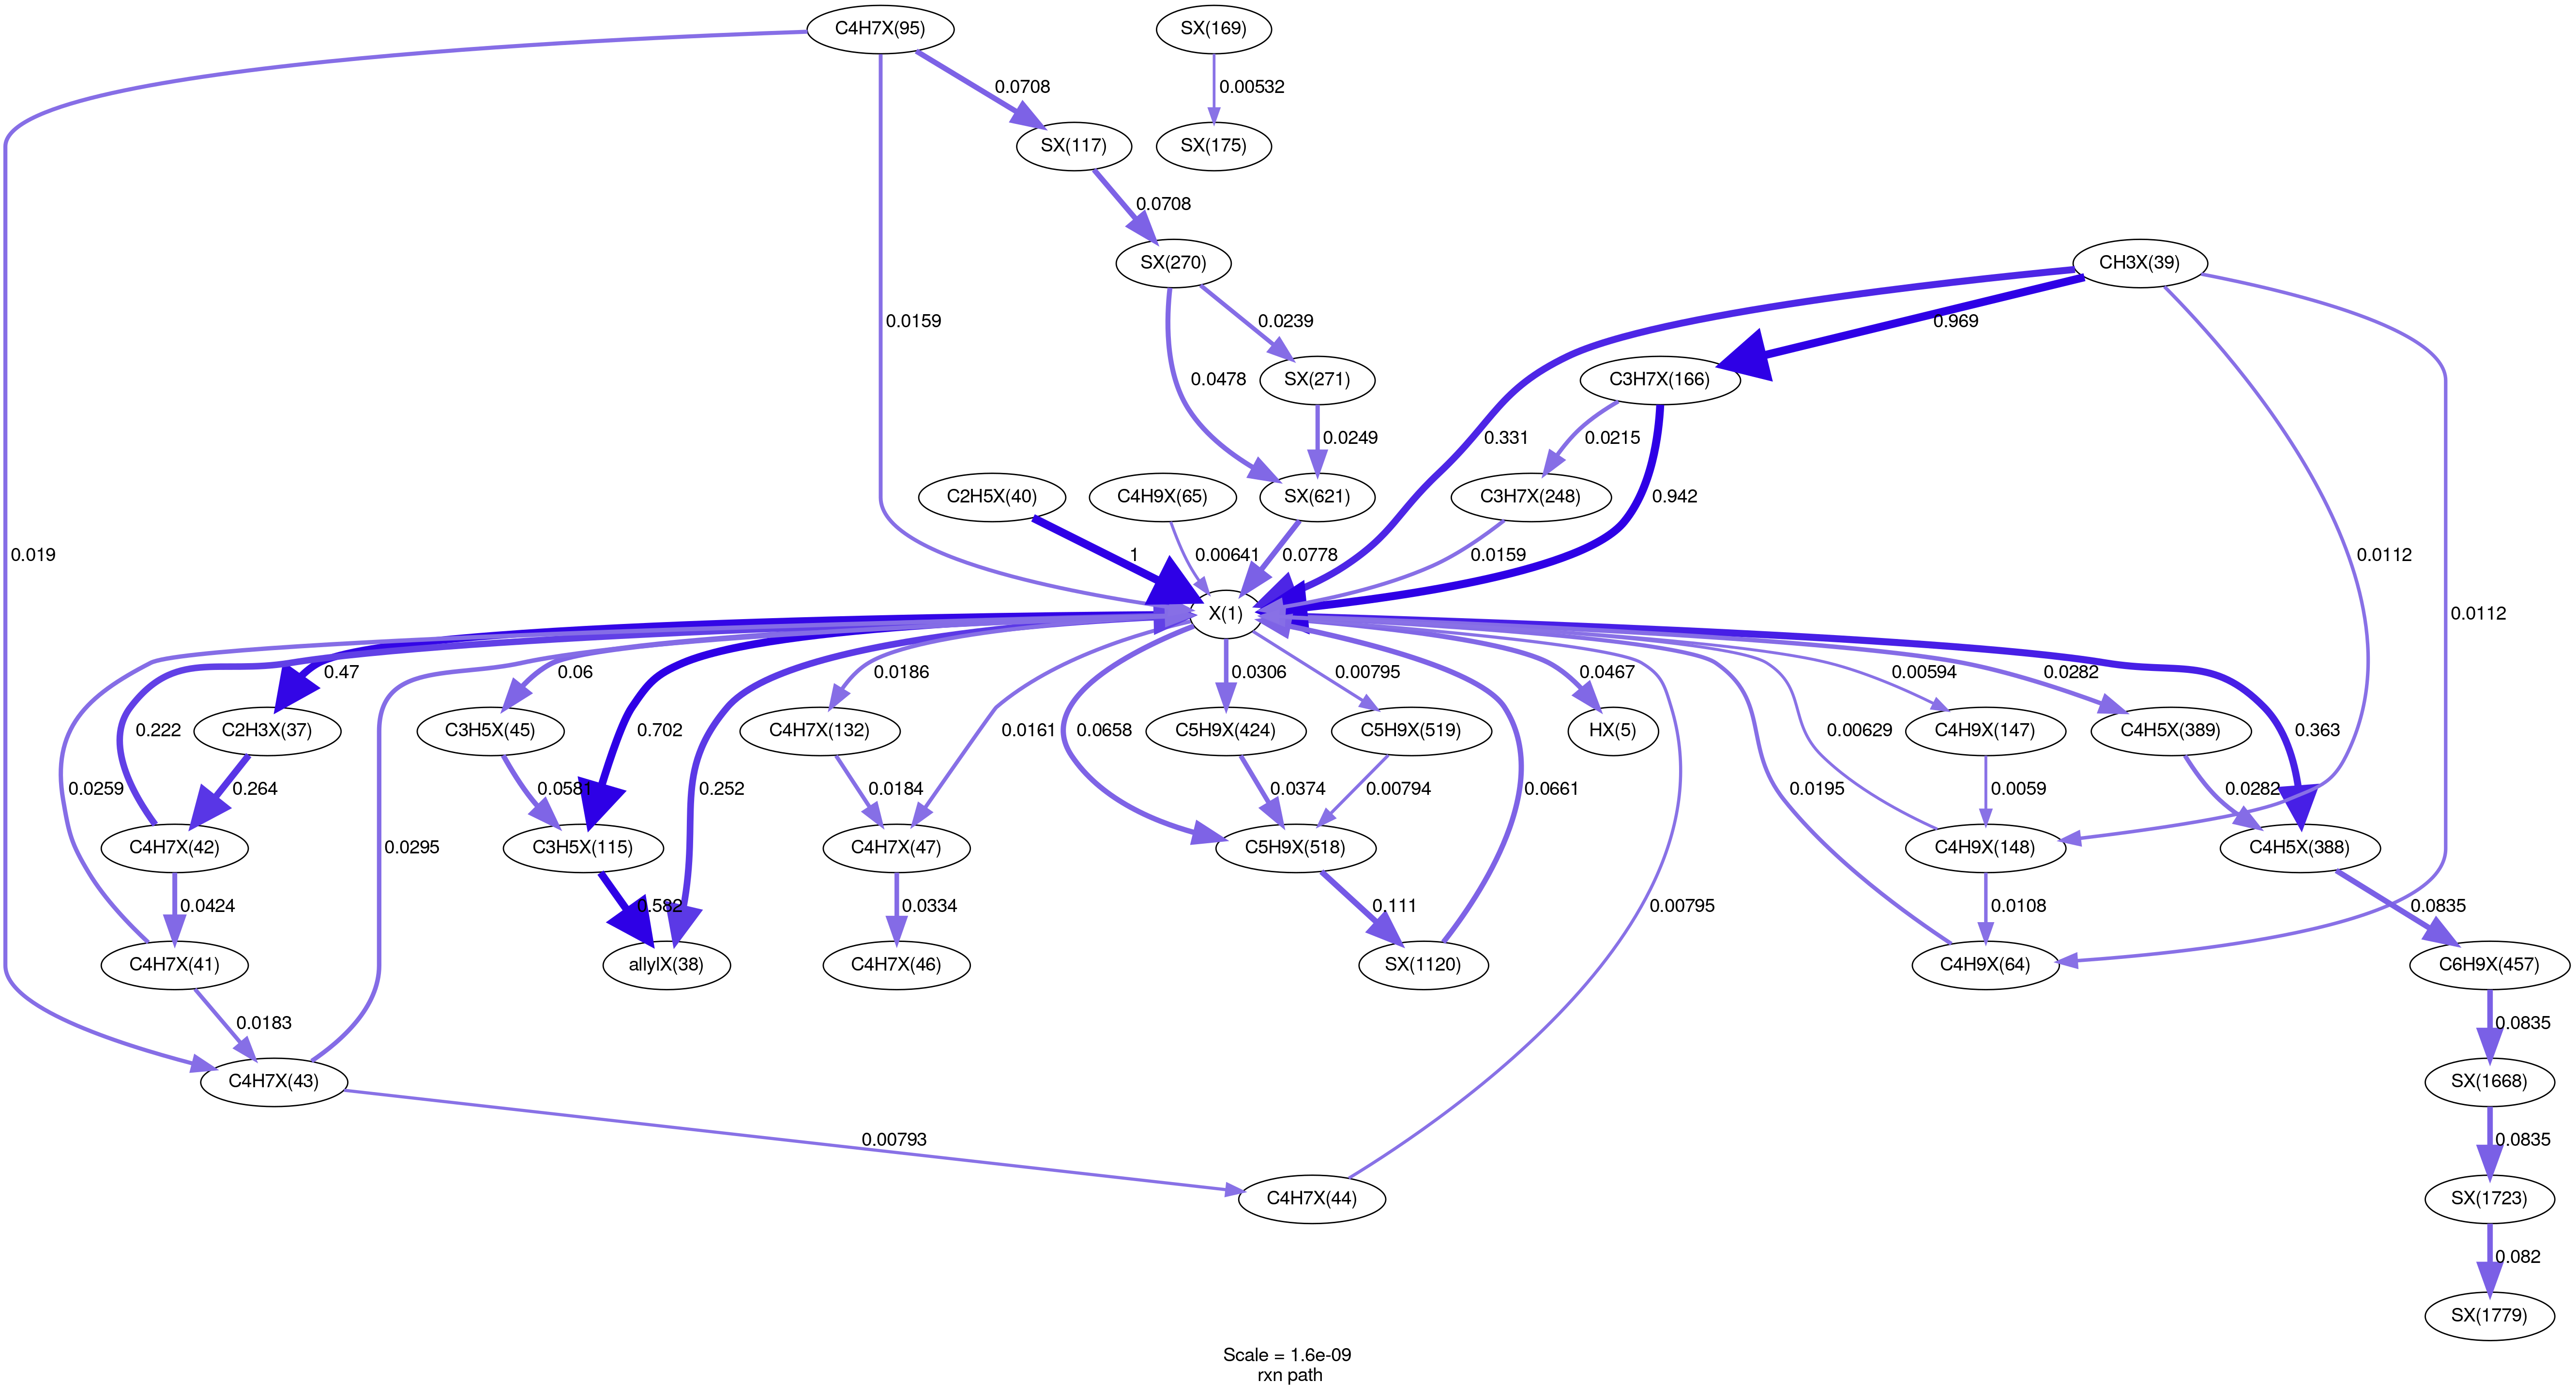 C4H7X(95)
SX(169)
0.0708
0.00532
SX(117)
SX(175)
0.0708
SX(270)
CH3X(39)
0.0159
0.0239
0.969
0.0478
SX(271)
C3H7X(166)
0.0249
0.331
0.0215
C2H5X(40)
C4H9X(65)
SX(621)
C3H7X(248)
0.942
0.019
1
0.00641
0.0778
0.0159
0.0112
X(1)
0.0112
0.47
0.06
0.0186
0.0306
0.00795
0.0467
0.00594
0.0282
0.222
C2H3X(37)
C3H5X(45)
0.702
C4H7X(132)
0.0161
0.0658
C5H9X(424)
C5H9X(519)
HX(5)
0.00629
C4H9X(147)
C4H5X(389)
0.363
0.0259
0.264
0.0581
0.252
0.0184
0.0374
0.00794
0.0661
0.0195
0.0059
0.0282
C4H7X(42)
0.0295
C3H5X(115)
C4H7X(47)
C5H9X(518)
C4H9X(148)
C4H5X(388)
0.0424
0.582
0.0334
0.111
0.00795
0.0108
0.0835
C4H7X(41)
allylX(38)
C4H7X(46)
SX(1120)
C4H9X(64)
C6H9X(457)
0.0183
0.0835
C4H7X(43)
SX(1668)
0.00793
0.0835
C4H7X(44)
SX(1723)
0.082
SX(1779)
Scale = 1.6e-09
rxn path